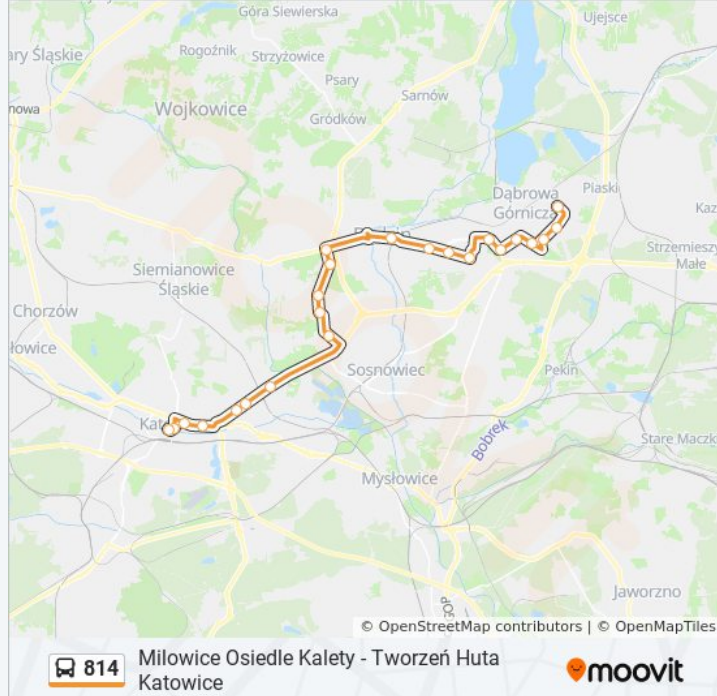 Góra Siewierska
Ujejsce
Rogoźnik
ary Śląskie
Strzyżowice
Psary
Sarnów
nowa
Wojkowice
Gródków
Dąbrowa
Górnicza
Piaski
Kaz
Strzemieszy
Małe
Siemianowice
Śląskie
Chorzów
łowice
Sosnowiec
Pekin
Bobrek
Stare Maczk
Mysłowice
Jaworzno
© OpenStreetMap contributors | © OpenMapTiles
814
Milowice Osiedle Kalety - Tworzeń Huta
Katowice
moovit